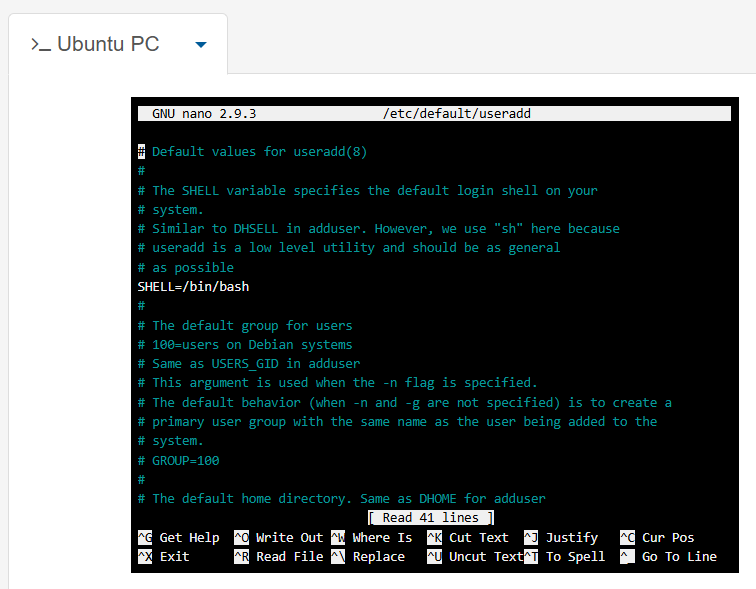 >_ Ubuntu PC
GNU nano 2.9.3 /etc/default/useradd
# Default values for useradd(8)
#
# The SHELL variable specifies the default login shell on your
# system.
# Similar to DHSELL in adduser. However, we use "sh" here because
# useradd is a low level utility and should be as general
# as possible
SHELL=/bin/bash
#
# The default group for users
# 100=users on Debian systems
# Same as USERS_GID in adduser
# This argument is used when the -n flag is specified.
# The default behavior (when -n and -g are not specified) is to create a
# primary user group with the same name as the user being added to the
# system.
# GROUP=100
#
# The default home directory. Same as DHOME for adduser
[ Read 41 lines ]
^G Get Help ^O Write Out ^W Where Is ^K Cut Text ^J Justify ^C Cur Pos
^X Exit ^R Read File ^\ Replace ^U Uncut Text ^T To Spell ^_ Go To Line